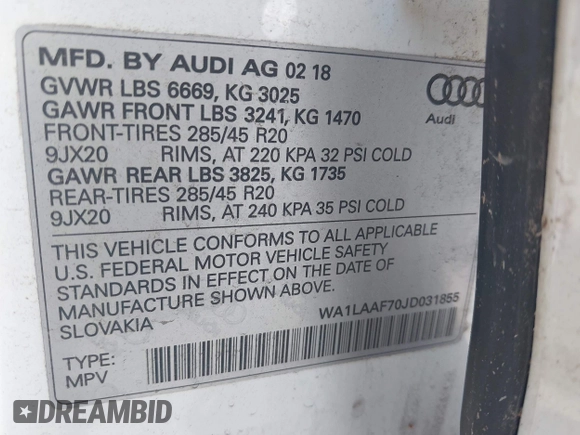 MFD. BY AUDI AG 02 18
GVWR LBS 6669, KG 3025
GAWR FRONT LBS 3241, KG 1470
FRONT-TIRES 285/45 R20
9JX20 RIMS, AT 220 KPA 32 PSI COLD
GAWR REAR LBS 3825, KG 1735
REAR-TIRES 285/45 R20
9JX20 RIMS, AT 240 KPA 35 PSI COLD
Audi
THIS VEHICLE CONFORMS TO ALL APPLICABLE
U.S. FEDERAL MOTOR VEHICLE SAFETY
STANDARDS IN EFFECT ON THE DATE OF
MANUFACTURE SHOWN ABOVE.
SLOVAKIA
WA1LAAF70JD031855
TYPE:
MPV
DREAMBID